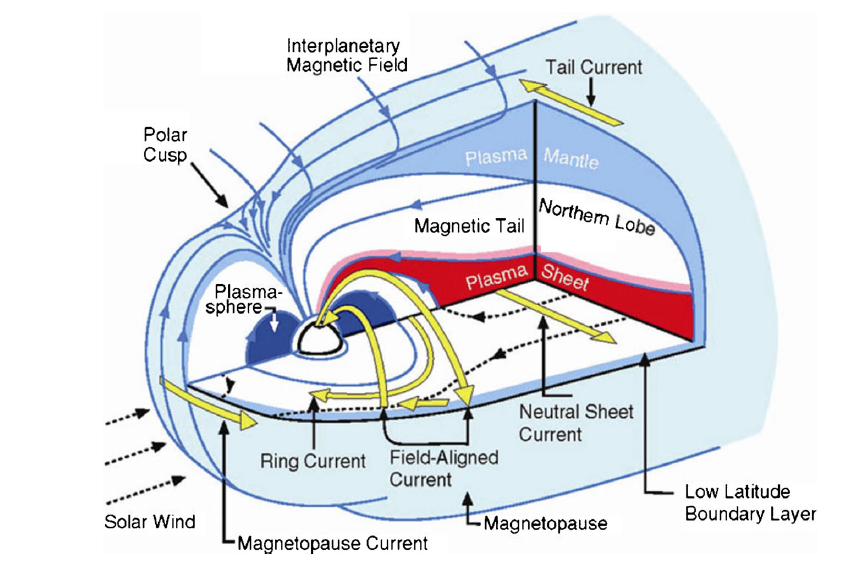 Interplanetary
Magnetic Field
Tail Current
Polar
Cusp
Plasma Mantle
Northern Lobe
Magnetic Tail
Plasma Sheet
Plasma-
sphere
Neutral Sheet
Current
Ring Current
Field-Aligned
Current
Low Latitude
Boundary Layer
Solar Wind
Magnetopause
Magnetopause Current